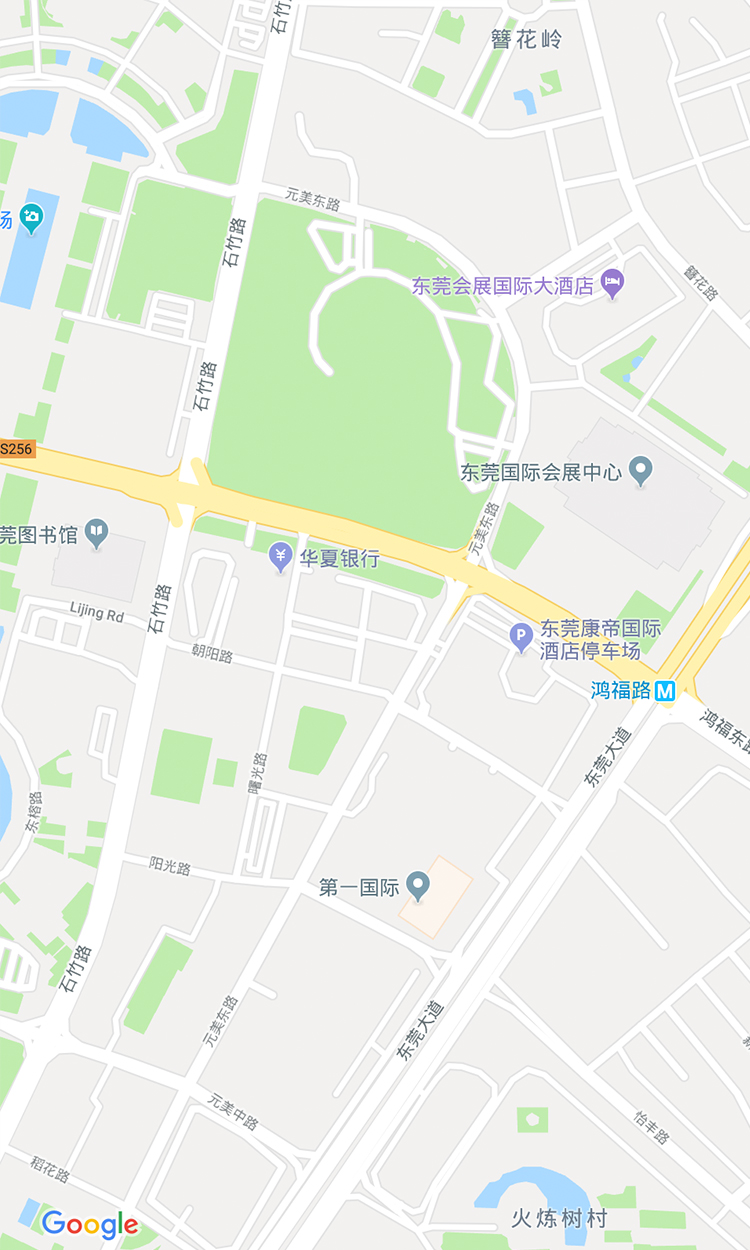 石竹
簪花岭
元美东路
场
石竹路
东莞会展国际大酒店
簪花路
石竹路
S256
东莞国际会展中心
元美东路
莞图书馆
¥
华夏银行
石竹路
Lijing Rd
朝阳路
P
东莞康帝国际
酒店停车场
鸿福路
M
鸿福东路
东莞大道
曙光路
东榕路
阳光路
第一国际
石竹路
元美东路
东莞大道
元美中路
怡丰路
稻花路
Google
火炼树村